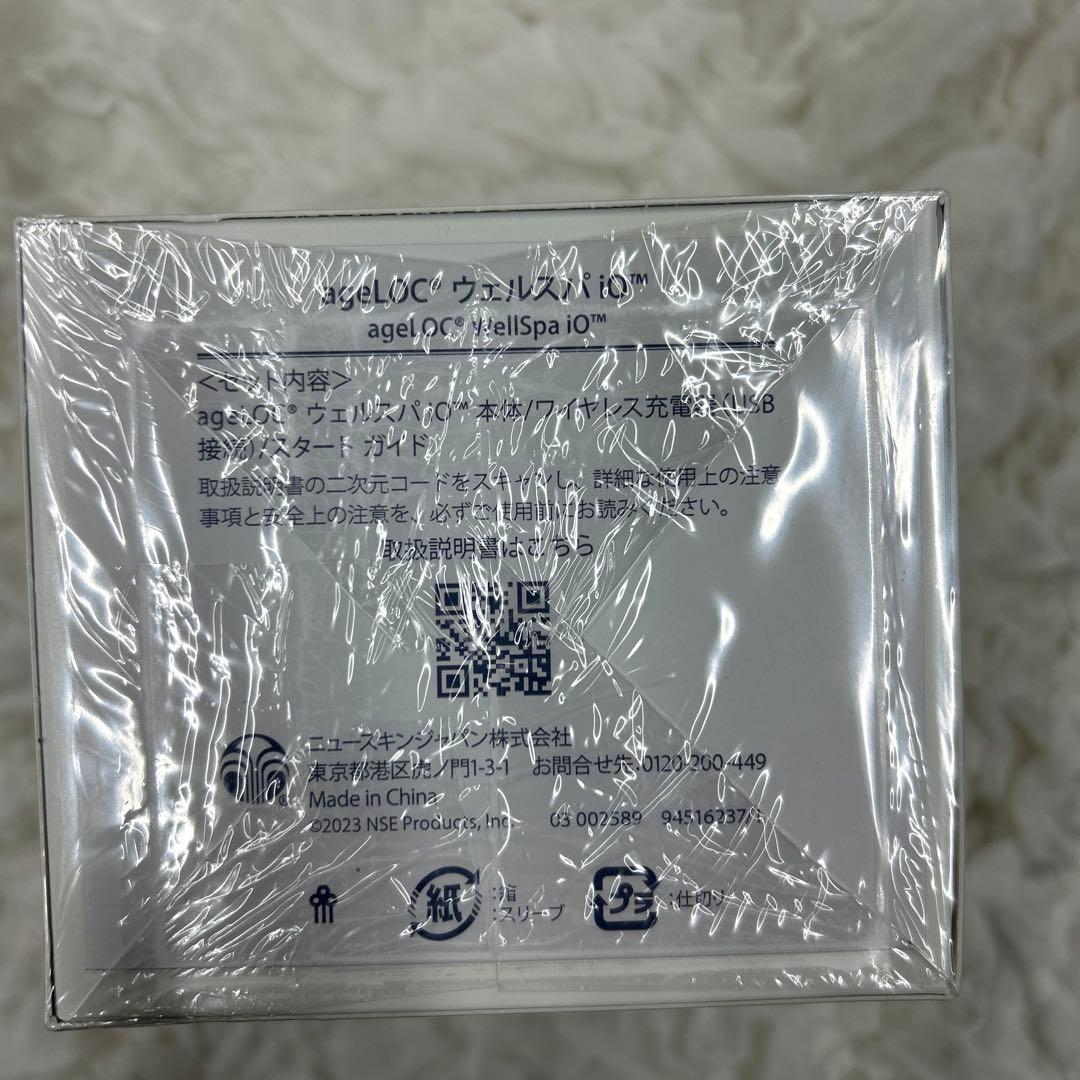 ageLOC® ウェルスパ iO™
ageLOC® WellSpa iO™
＜セット内容＞
ageLOC® ウェルスパ iO™ 本体/ワイヤレス充電器(USB
接続)/スタート ガイド
取扱説明書の二次元コードをスキャンし、詳細な使用上の注意
事項と安全上の注意を、必ずご使用前にお読みください。
取扱説明書はこちら
ニュースキンジャパン株式会社
東京都港区虎ノ門1-3-1 お問合せ先:0120-200-449
Made in China
©2023 NSE Products, Inc. 03 002589 94516237/1
紙 :箱
:スリーブ
プラ :仕切り